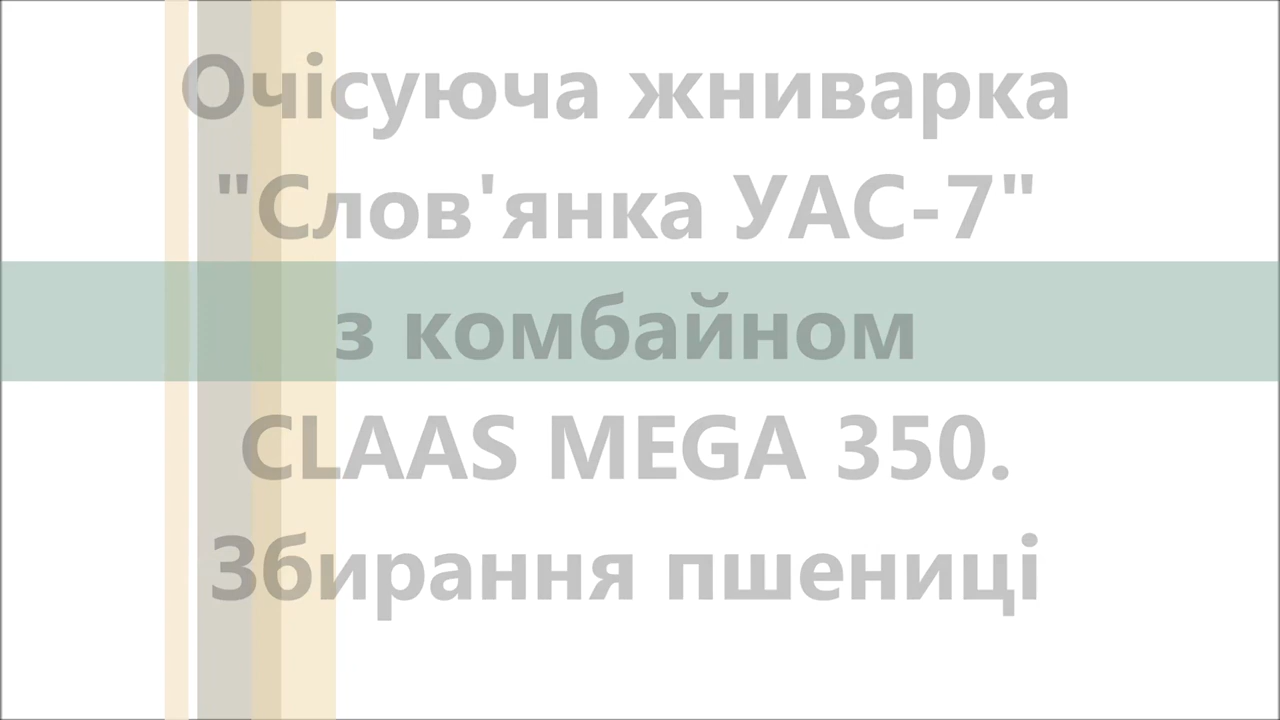 Очісуюча жниварка
"Слов'янка УАС-7"
з комбайном
CLAAS MEGA 350.
Збирання пшениці